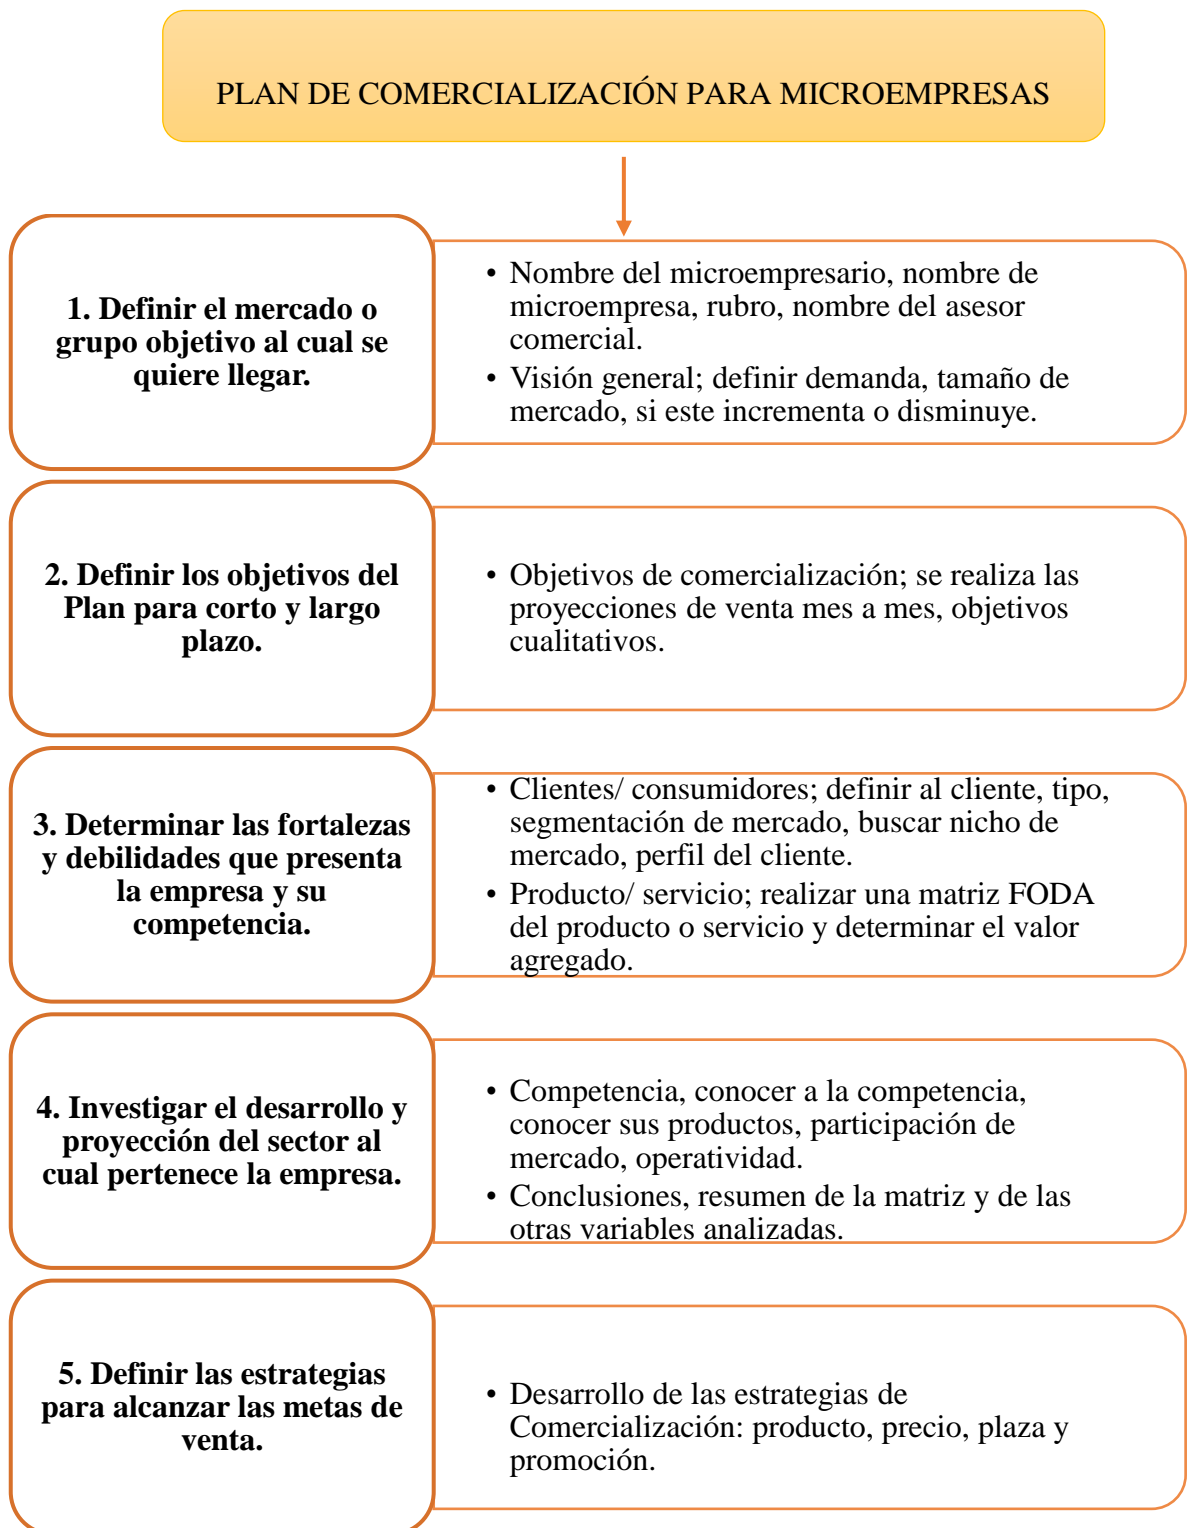 PLAN DE COMERCIALIZACIÓN PARA MICROEMPRESAS
1. Definir el mercado o
grupo objetivo al cual se
quiere llegar.
• Nombre del microempresario, nombre de
microempresa, rubro, nombre del asesor
comercial.
• Visión general; definir demanda, tamaño de
mercado, si este incrementa o disminuye.
2. Definir los objetivos del
Plan para corto y largo
plazo.
• Objetivos de comercialización; se realiza las
proyecciones de venta mes a mes, objetivos
cualitativos.
3. Determinar las fortalezas
y debilidades que presenta
la empresa y su
competencia.
• Clientes/ consumidores; definir al cliente, tipo,
segmentación de mercado, buscar nicho de
mercado, perfil del cliente.
• Producto/ servicio; realizar una matriz FODA
del producto o servicio y determinar el valor
agregado.
4. Investigar el desarrollo y
proyección del sector al
cual pertenece la empresa.
• Competencia, conocer a la competencia,
conocer sus productos, participación de
mercado, operatividad.
• Conclusiones, resumen de la matriz y de las
otras variables analizadas.
5. Definir las estrategias
para alcanzar las metas de
venta.
• Desarrollo de las estrategias de
Comercialización: producto, precio, plaza y
promoción.